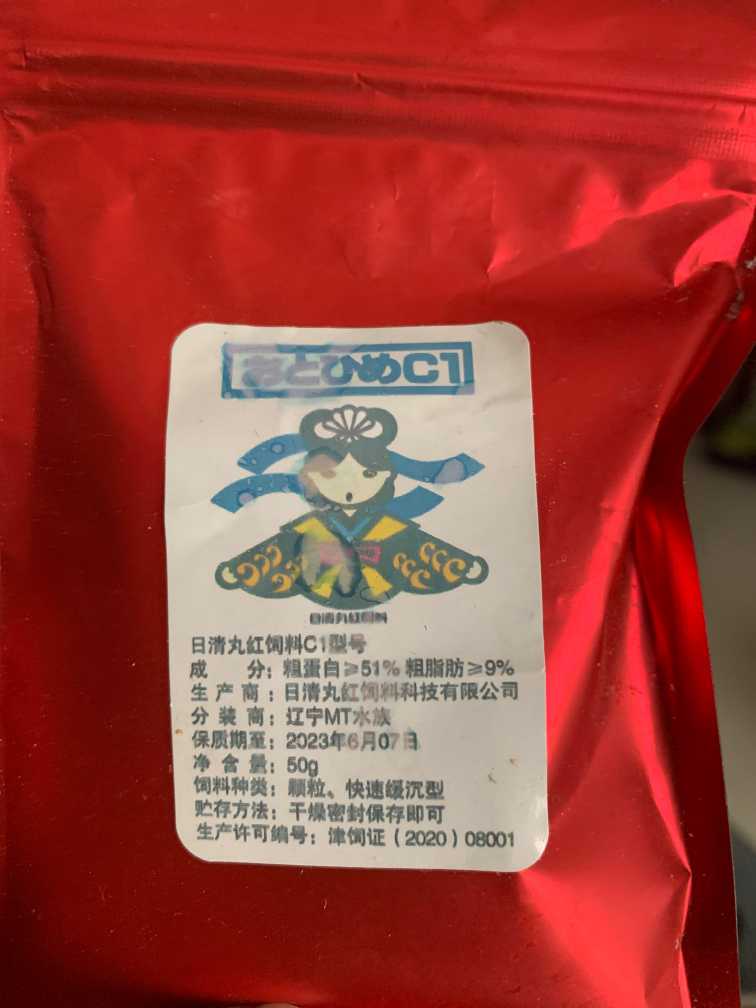 おとひめC1
日清丸紅饲料
日清丸紅饲料C1型号
成 分：粗蛋白≥51% 粗脂肪≥9%
生产商：日清丸紅饲料科技有限公司
分装商：辽宁MT水族
保质期至：2023年6月07日
净含量：50g
饲料种类：颗粒、快速缓沉型
贮存方法：干燥密封保存即可
生产许可编号：津饲证（2020）08001